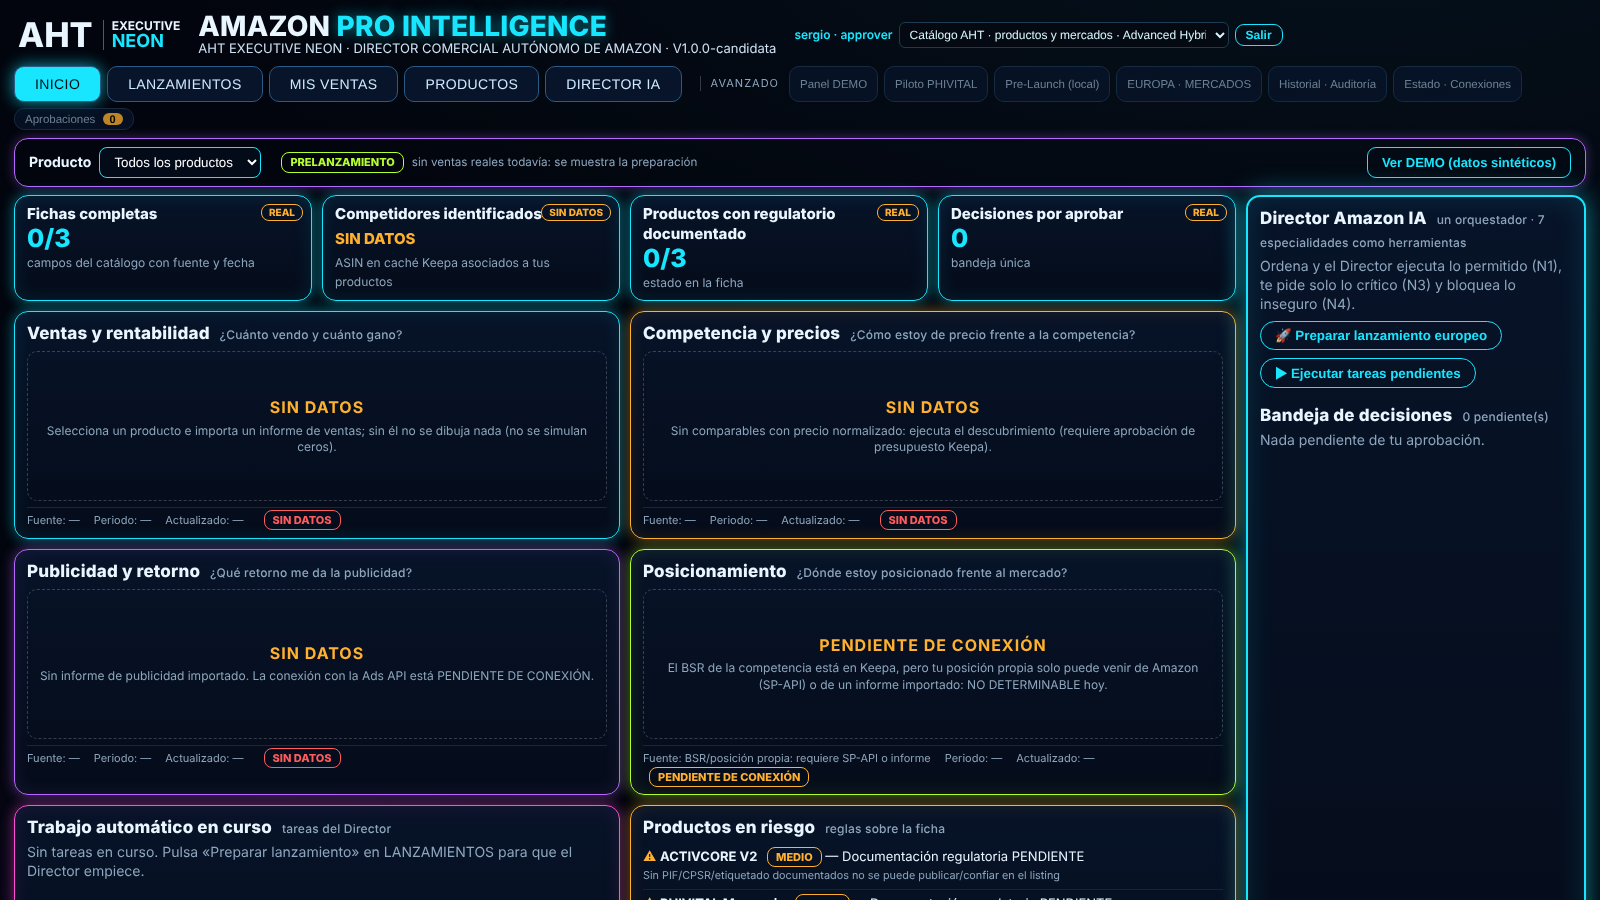 AHT
EXECUTIVE
NEON
AMAZON PRO INTELLIGENCE
AHT EXECUTIVE NEON · DIRECTOR COMERCIAL AUTÓNOMO DE AMAZON · V1.0.0-candidata
sergio · approver
Catálogo AHT · productos y mercados · Advanced Hybri
Salir
INICIO
LANZAMIENTOS
MIS VENTAS
PRODUCTOS
DIRECTOR IA
AVANZADO
Panel DEMO
Piloto PHIVITAL
Pre-Launch (local)
EUROPA · MERCADOS
Historial · Auditoría
Estado · Conexiones
Aprobaciones 0
Producto
Todos los productos
PRELANZAMIENTO
sin ventas reales todavía: se muestra la preparación
Ver DEMO (datos sintéticos)
Fichas completas
REAL
0/3
campos del catálogo con fuente y fecha
Competidores identificados
SIN DATOS
SIN DATOS
ASIN en caché Keepa asociados a tus
productos
Productos con regulatorio
documentado
REAL
0/3
estado en la ficha
Decisiones por aprobar
REAL
0
bandeja única
Director Amazon IA un orquestador · 7
especialidades como herramientas
Ordena y el Director ejecuta lo permitido (N1),
te pide solo lo crítico (N3) y bloquea lo
inseguro (N4).
🚀 Preparar lanzamiento europeo
▶ Ejecutar tareas pendientes
Bandeja de decisiones 0 pendiente(s)
Nada pendiente de tu aprobación.
Ventas y rentabilidad ¿Cuánto vendo y cuánto gano?
SIN DATOS
Selecciona un producto e importa un informe de ventas; sin él no se dibuja nada (no se simulan
ceros).
Fuente: — Periodo: — Actualizado: — SIN DATOS
Competencia y precios ¿Cómo estoy de precio frente a la competencia?
SIN DATOS
Sin comparables con precio normalizado: ejecuta el descubrimiento (requiere aprobación de
presupuesto Keepa).
Fuente: — Periodo: — Actualizado: — SIN DATOS
Publicidad y retorno ¿Qué retorno me da la publicidad?
SIN DATOS
Sin informe de publicidad importado. La conexión con la Ads API está PENDIENTE DE CONEXIÓN.
Fuente: — Periodo: — Actualizado: — SIN DATOS
Posicionamiento ¿Dónde estoy posicionado frente al mercado?
PENDIENTE DE CONEXIÓN
El BSR de la competencia está en Keepa, pero tu posición propia solo puede venir de Amazon
(SP-API) o de un informe importado: NO DETERMINABLE hoy.
Fuente: BSR/posición propia: requiere SP-API o informe Periodo: — Actualizado: —
PENDIENTE DE CONEXIÓN
Trabajo automático en curso tareas del Director
Sin tareas en curso. Pulsa «Preparar lanzamiento» en LANZAMIENTOS para que el
Director empiece.
Productos en riesgo reglas sobre la ficha
⚠ ACTIVCORE V2 MEDIO — Documentación regulatoria PENDIENTE
Sin PIF/CPSR/etiquetado documentados no se puede publicar/confiar en el listing